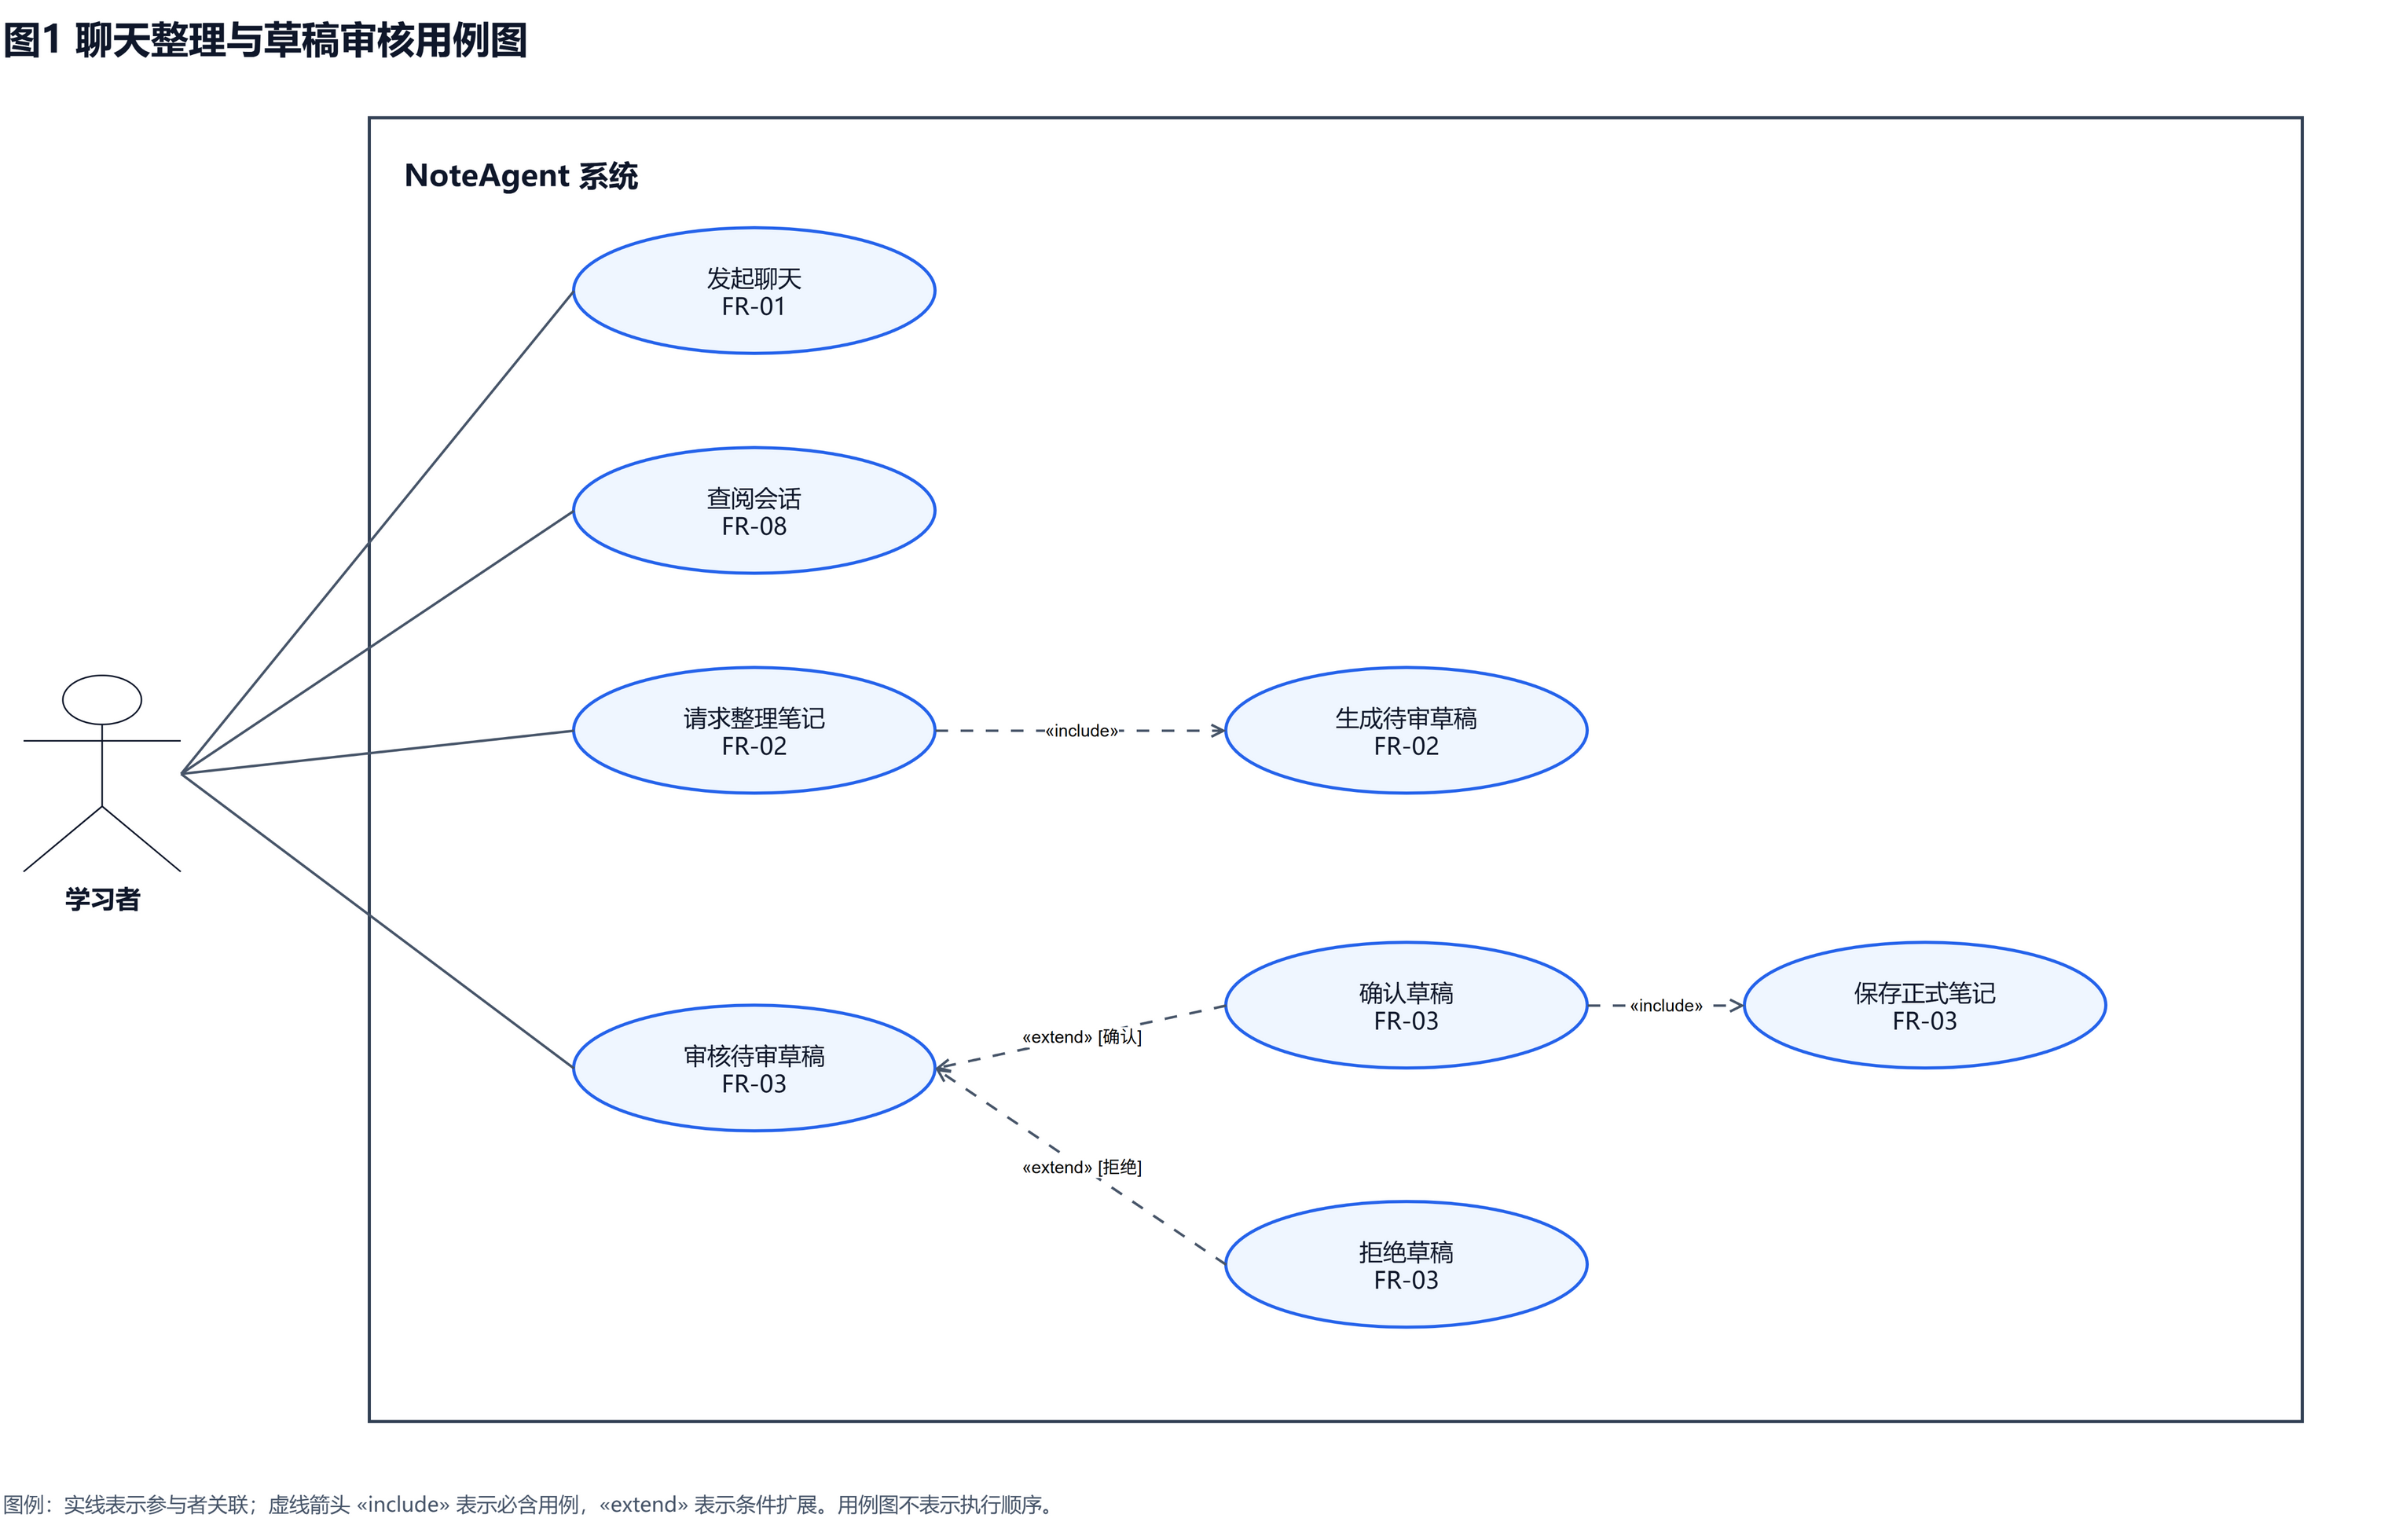 图1 聊天整理与草稿审核用例图
NoteAgent 系统
发起聊天
FR-01
查阅会话
FR-08
请求整理笔记
FR-02
«include»
生成待审草稿
FR-02
学习者
确认草稿
FR-03
«include»
保存正式笔记
FR-03
«extend» [确认]
审核待审草稿
FR-03
«extend» [拒绝]
拒绝草稿
FR-03
图例：实线表示参与者关联；虚线箭头 «include» 表示必含用例，«extend» 表示条件扩展。用例图不表示执行顺序。